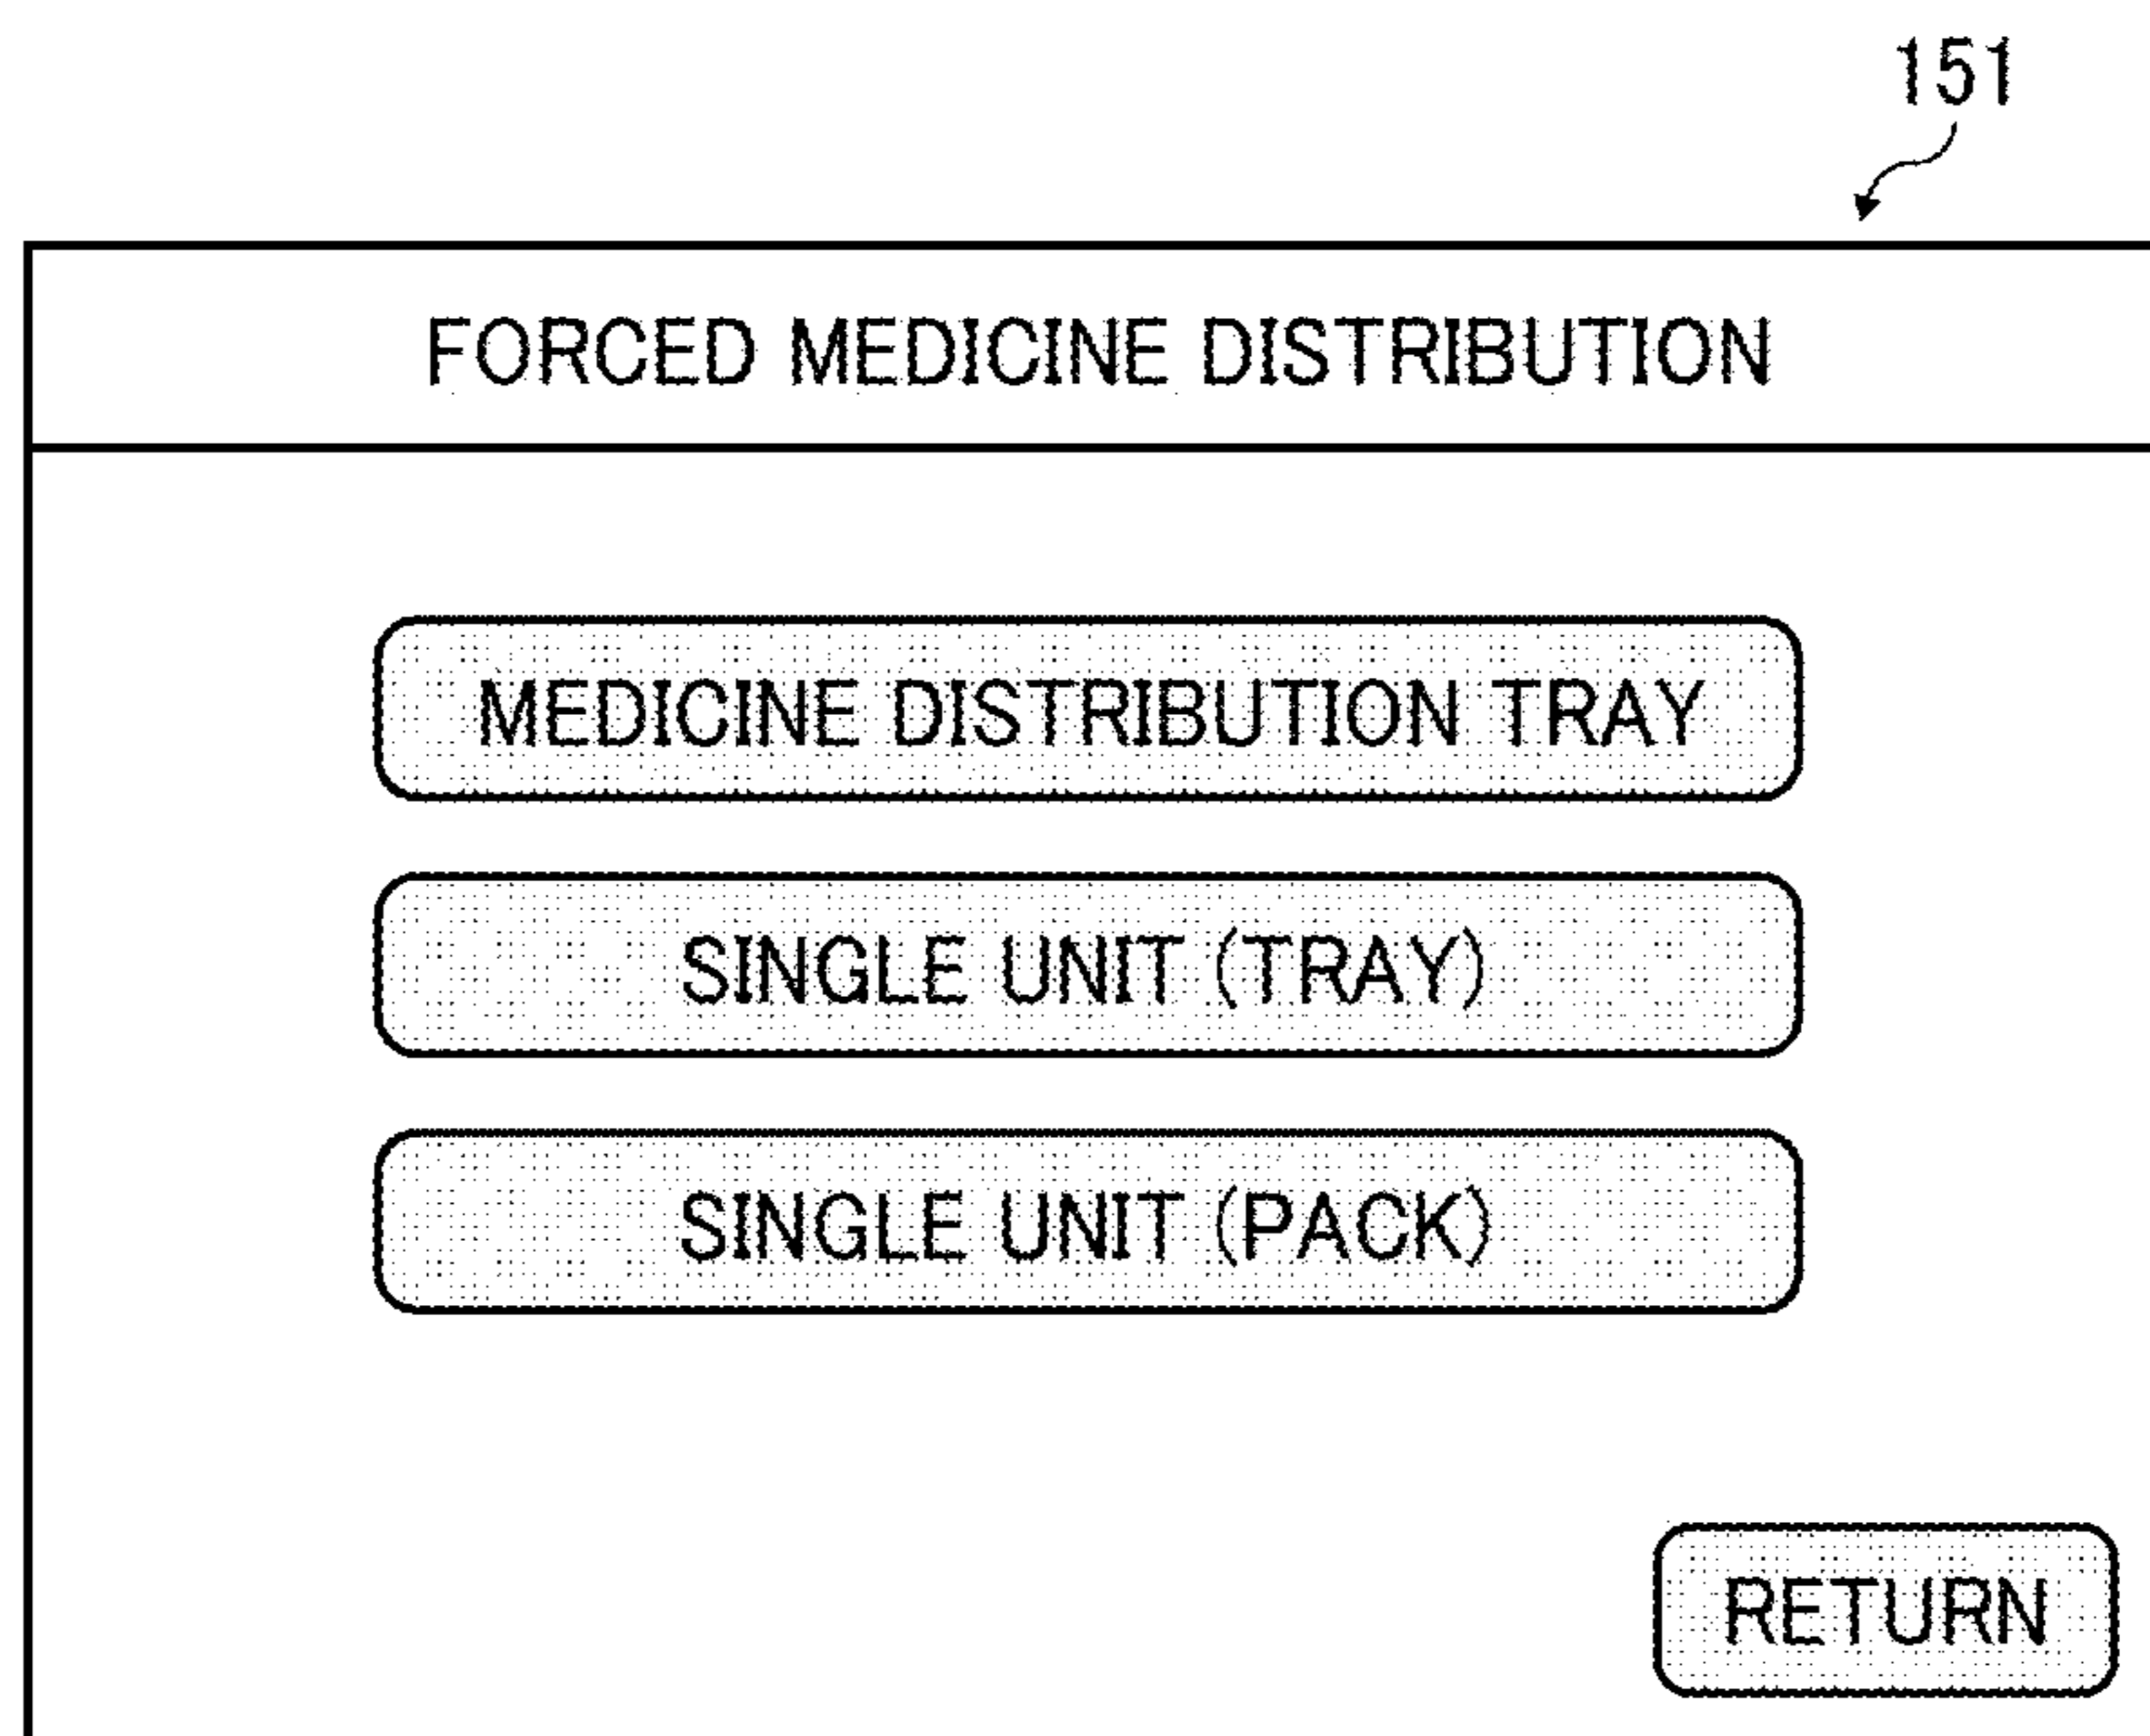 151
FORCED MEDICINE DISTRIBUTION
MEDICINE DISTRIBUTION TRAY
SINGLE UNIT (TRAY)
SINGLE UNIT (PACK)
RETURN